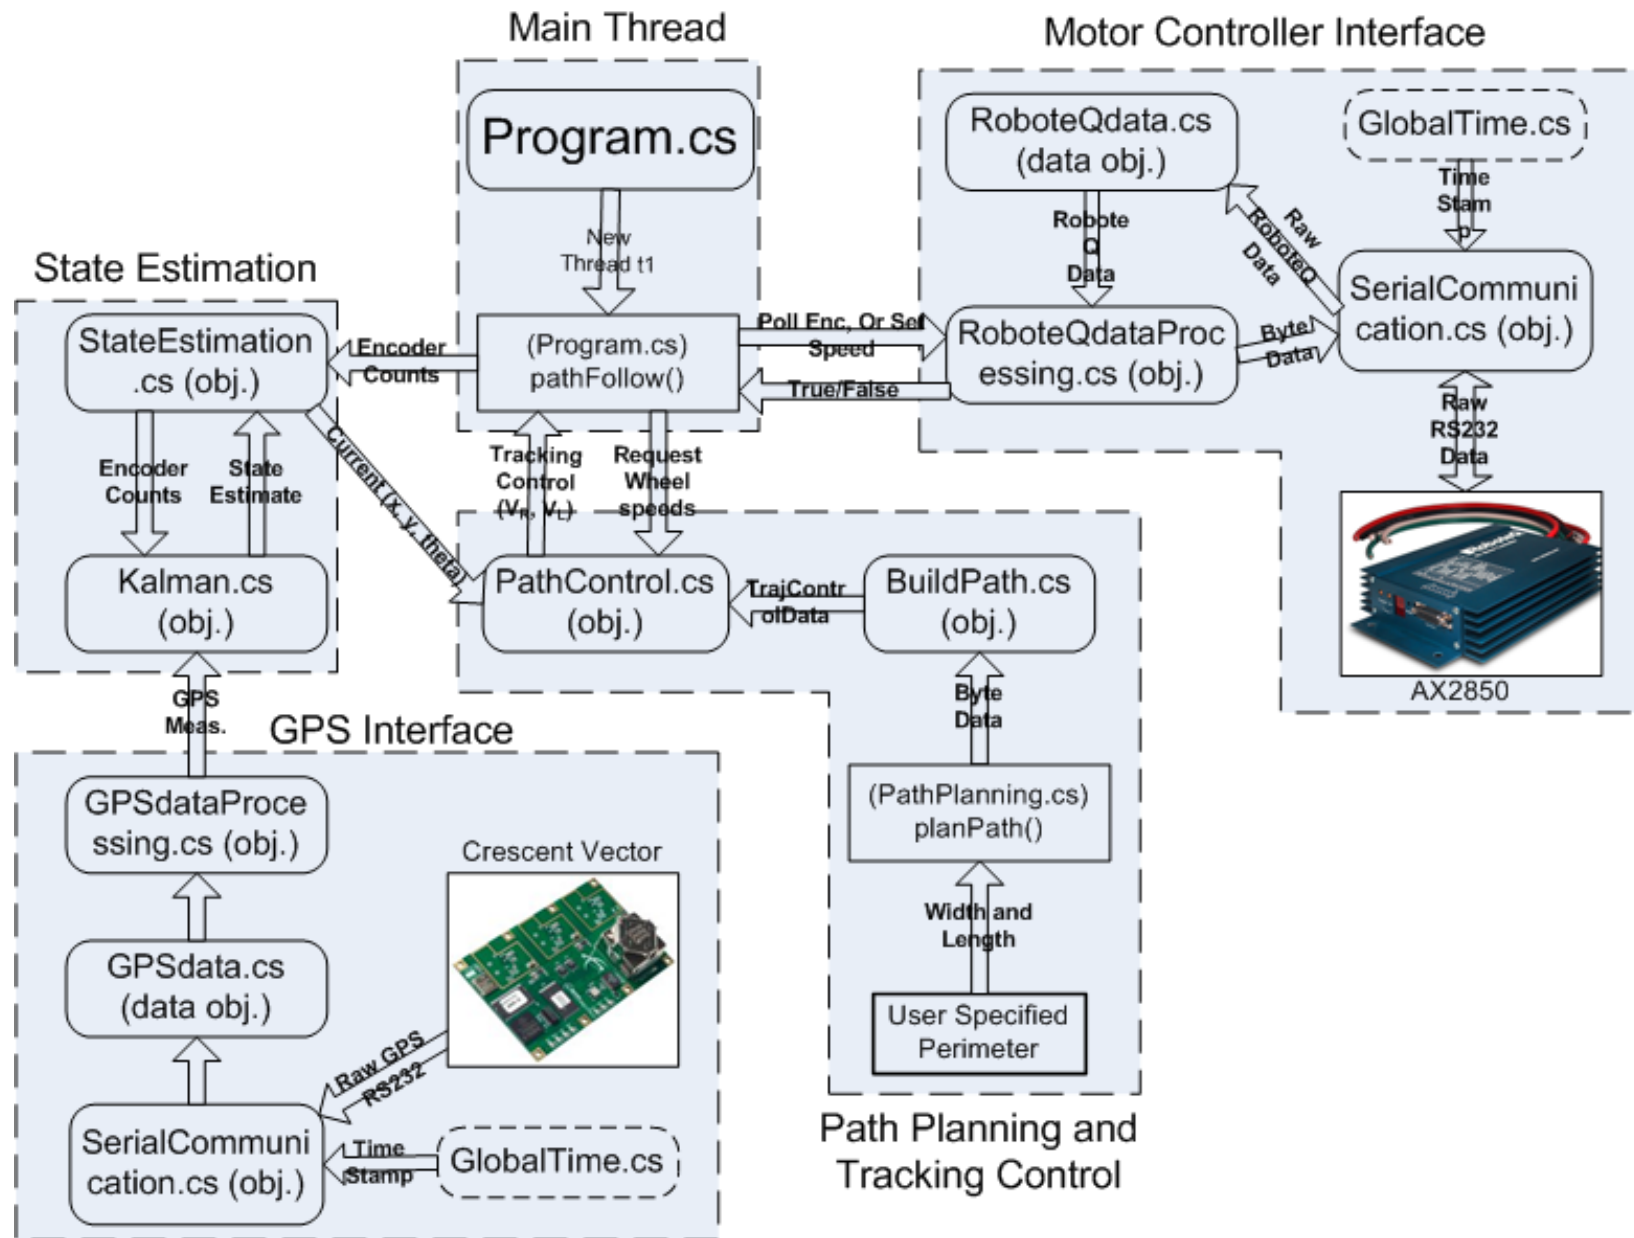 Main Thread
Motor Controller Interface
Program.cs
New
Thread t1
(Program.cs)
pathFollow()
RoboteQdata.cs
(data obj.)
GlobalTime.cs
Time
Stam
p
Robote
Q
Data
Raw
RoboteQ
Data
SerialCommuni
cation.cs (obj.)
Poll Enc, Or Set
Speed
True/False
RoboteQdataProc
essing.cs (obj.)
Byte
Data
Raw
RS232
Data
AX2850
State Estimation
StateEstimation
.cs (obj.)
Encoder
Counts
Encoder
Counts
State
Estimate
Current (x, y, theta)
Kalman.cs
(obj.)
Tracking
Control
(VR, VL)
Request
Wheel
speeds
PathControl.cs
(obj.)
TrajContr
olData
BuildPath.cs
(obj.)
Byte
Data
(PathPlanning.cs)
planPath()
Width and
Length
User Specified
Perimeter
Path Planning and
Tracking Control
GPS
Meas.
GPS Interface
GPSdataProce
ssing.cs (obj.)
Crescent Vector
GPSdata.cs
(data obj.)
Raw GPS
RS232
SerialCommuni
cation.cs (obj.)
Time
Stamp
GlobalTime.cs